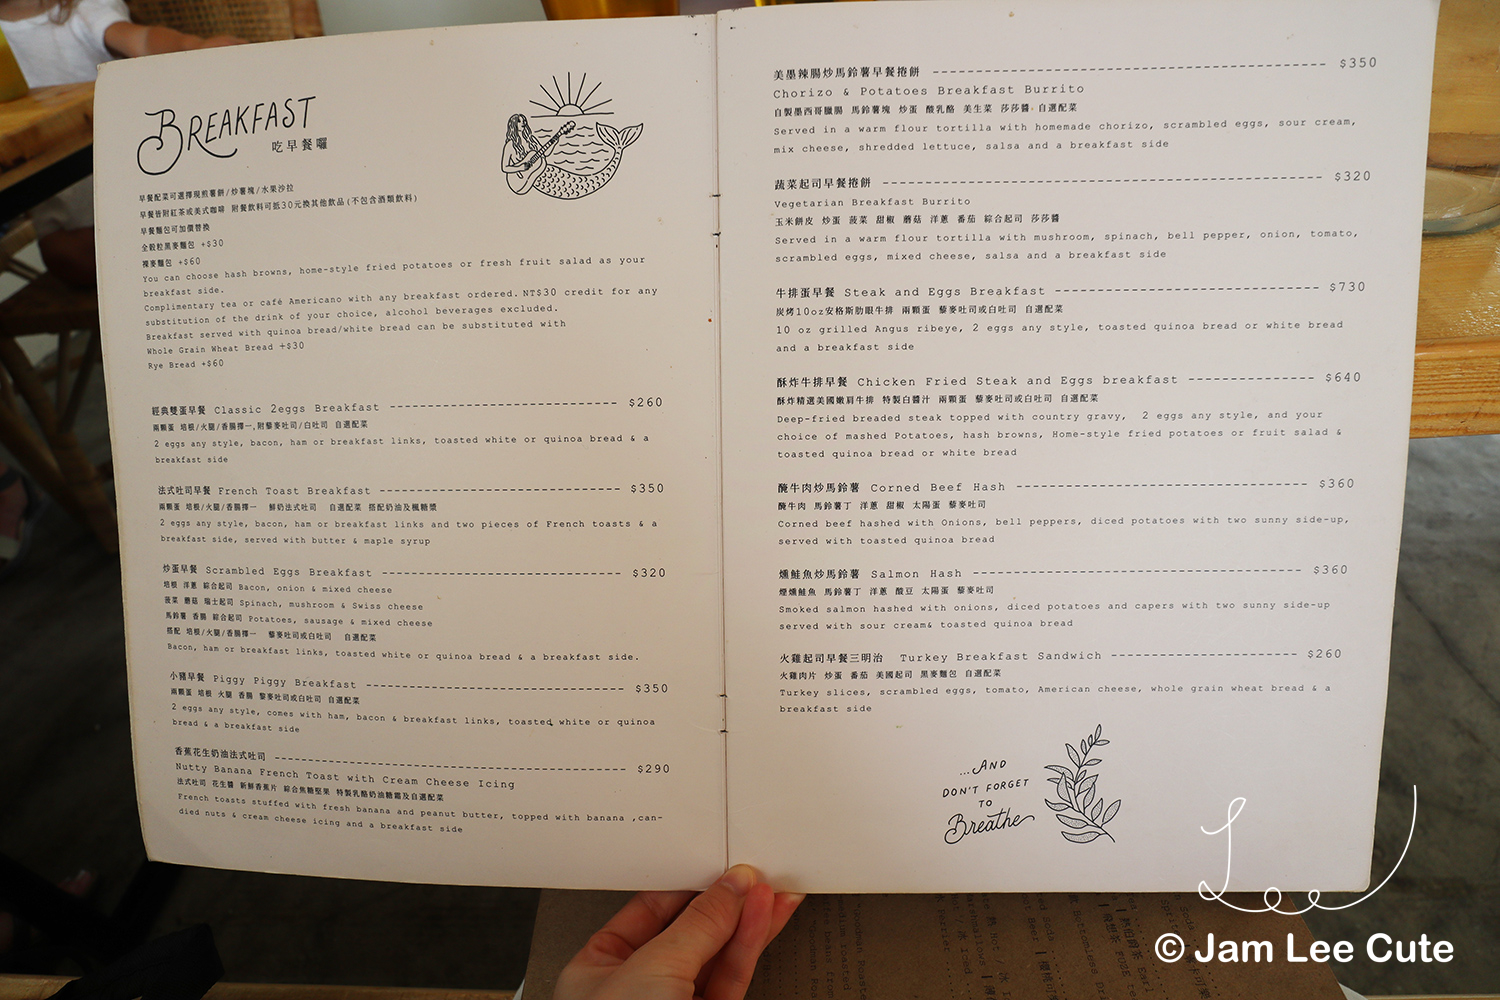 BREAKFAST
吃早餐囉
早餐配菜可選擇現煎薯餅/炒薯塊/水果沙拉
早餐皆附紅茶或美式咖啡 附餐飲料可抵30元換其他飲品(不包含酒類飲料)
早餐麵包可加價替換
全穀粒黑麥麵包 +$30
裸麥麵包 +$60
You can choose hash browns, home-style fried potatoes or fresh fruit salad as your
breakfast side.
Complimentary tea or café Americano with any breakfast ordered. NT$30 credit for any
substitution of the drink of your choice, alcohol beverages excluded.
Breakfast served with quinoa bread/white bread can be substituted with
Whole Grain Wheat Bread +$30
Rye Bread +$60
經典雙蛋早餐 Classic 2eggs Breakfast $260
兩顆蛋 培根/火腿/香腸擇一,附藜麥吐司/白吐司 自選配菜
2 eggs any style, bacon, ham or breakfast links, toasted white or quinoa bread & a
breakfast side
法式吐司早餐 French Toast Breakfast $350
兩顆蛋 培根/火腿/香腸擇一 鮮奶法式吐司 自選配菜 搭配奶油及楓糖漿
2 eggs any style, bacon, ham or breakfast links and two pieces of French toasts & a
breakfast side, served with butter & maple syrup
炒蛋早餐 Scrambled Eggs Breakfast $320
培根 洋蔥 綜合起司 Bacon, onion & mixed cheese
菠菜 蘑菇 瑞士起司 Spinach, mushroom & Swiss cheese
馬鈴薯 香腸 綜合起司 Potatoes, sausage & mixed cheese
搭配 培根/火腿/香腸擇一 藜麥吐司或白吐司 自選配菜
Bacon, ham or breakfast links, toasted white or quinoa bread & a breakfast side.
小豬早餐 Piggy Piggy Breakfast $350
兩顆蛋 培根 火腿 香腸 藜麥吐司或白吐司 自選配菜
2 eggs any style, comes with ham, bacon & breakfast links, toasted white or quinoa
bread & a breakfast side
香蕉花生奶油法式吐司 $290
Nutty Banana French Toast with Cream Cheese Icing
法式吐司 花生醬 新鮮香蕉片 綜合焦糖堅果 特製乳酪奶油糖霜及自選配菜
French toasts stuffed with fresh banana and peanut butter, topped with banana ,can-
died nuts & cream cheese icing and a breakfast side
美墨辣腸炒馬鈴薯早餐捲餅 $350
Chorizo & Potatoes Breakfast Burrito
自製墨西哥臘腸 馬鈴薯塊 炒蛋 酸乳酪 美生菜 莎莎醬 自選配菜
Served in a warm flour tortilla with homemade chorizo, scrambled eggs, sour cream,
mix cheese, shredded lettuce, salsa and a breakfast side
蔬菜起司早餐捲餅 $320
Vegetarian Breakfast Burrito
玉米餅皮 炒蛋 菠菜 甜椒 蘑菇 洋蔥 番茄 綜合起司 莎莎醬
Served in a warm flour tortilla with mushroom, spinach, bell pepper, onion, tomato,
scrambled eggs, mixed cheese, salsa and a breakfast side
牛排蛋早餐 Steak and Eggs Breakfast $730
炭烤10oz安格斯肋眼牛排 兩顆蛋 藜麥吐司或白吐司 自選配菜
10 oz grilled Angus ribeye, 2 eggs any style, toasted quinoa bread or white bread
and a breakfast side
酥炸牛排早餐 Chicken Fried Steak and Eggs breakfast $640
酥炸精選美國嫩肩牛排 特製白醬汁 兩顆蛋 藜麥吐司或白吐司 自選配菜
Deep-fried breaded steak topped with country gravy, 2 eggs any style, and your
choice of mashed Potatoes, hash browns, Home-style fried potatoes or fruit salad &
toasted quinoa bread or white bread
醃牛肉炒馬鈴薯 Corned Beef Hash $360
醃牛肉 馬鈴薯丁 洋蔥 甜椒 太陽蛋 藜麥吐司
Corned beef hashed with Onions, bell peppers, diced potatoes with two sunny side-up,
served with toasted quinoa bread
燻鮭魚炒馬鈴薯 Salmon Hash $360
煙燻鮭魚 馬鈴薯丁 洋蔥 酸豆 太陽蛋 藜麥吐司
Smoked salmon hashed with onions, diced potatoes and capers with two sunny side-up
served with sour cream& toasted quinoa bread
火雞起司早餐三明治 Turkey Breakfast Sandwich $260
火雞肉片 炒蛋 番茄 美國起司 黑麥麵包 自選配菜
Turkey slices, scrambled eggs, tomato, American cheese, whole grain wheat bread & a
breakfast side
...AND
DON'T FORGET
TO
Breathe
Lee
© Jam Lee Cute